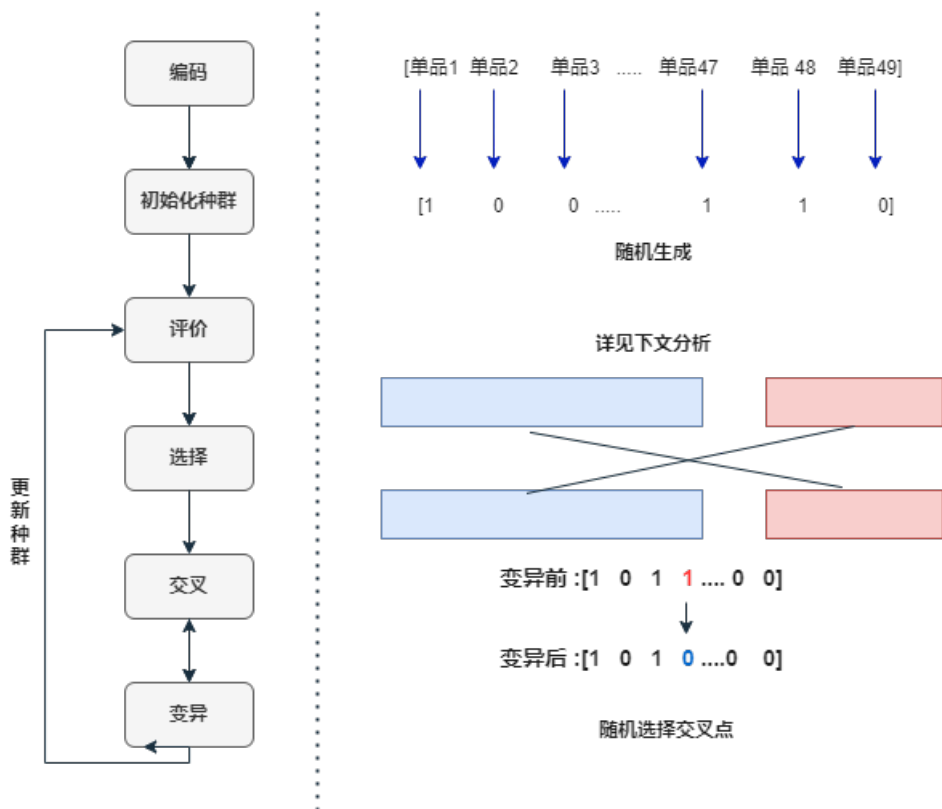 编码
初始化种群
评价
选择
交叉
变异
更新种群
[单品1 单品2 单品3 ..... 单品47 单品 48 单品49]
[1 0 0 ..... 1 1 0]
随机生成
详见下文分析
变异前 :[1 0 1 1 .... 0 0]
变异后 :[1 0 1 0 ....0 0]
随机选择交叉点